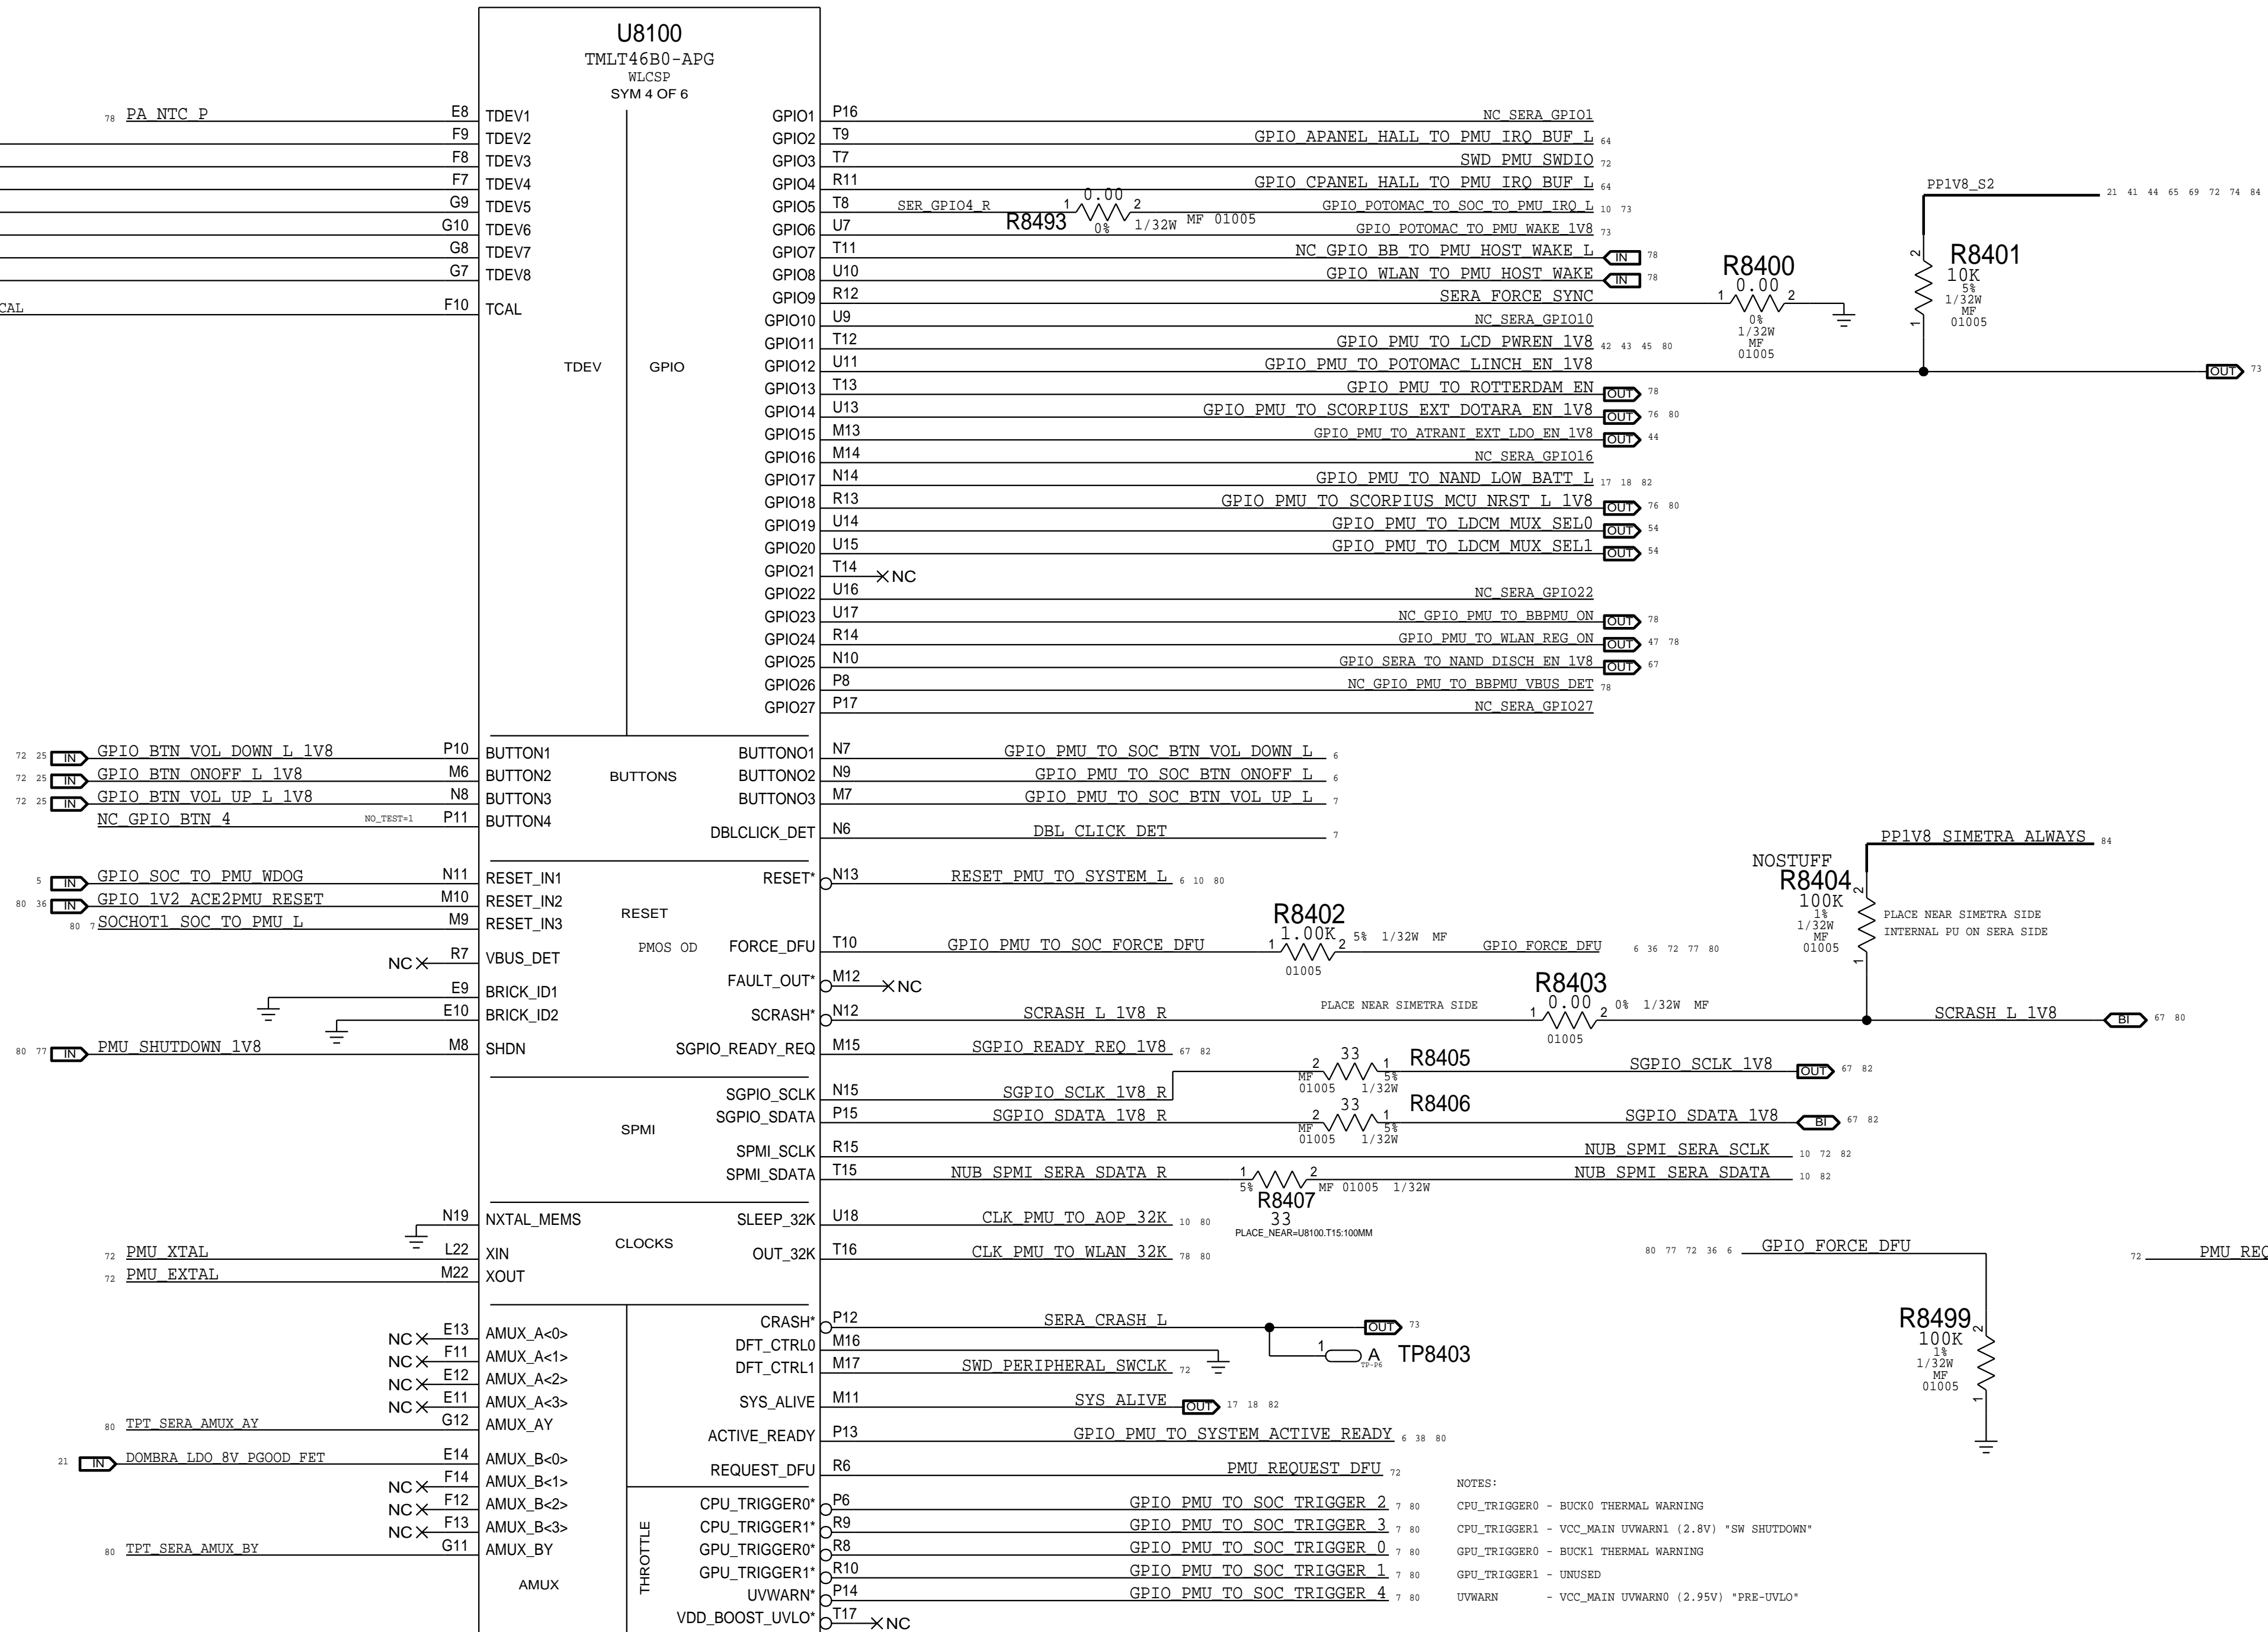 U8100
TMLT46B0-APG
WLCSP
SYM 4 OF 6
78 PA_NTC_P E8 TDEV1
F9 TDEV2
F8 TDEV3
F7 TDEV4
G9 TDEV5
G10 TDEV6
G8 TDEV7
G7 TDEV8
CAL F10 TCAL
TDEV GPIO
GPIO1 P16 NC_SERA_GPIO1
GPIO2 T9 GPIO_APANEL_HALL_TO_PMU_IRQ_BUF_L 64
GPIO3 T7 SWD_PMU_SWDIO 72
GPIO4 R11 GPIO_CPANEL_HALL_TO_PMU_IRQ_BUF_L 64
GPIO5 T8 SER_GPIO4_R 1 0.00 2 GPIO_POTOMAC_TO_SOC_TO_PMU_IRQ_L 10 73
R8493 0% 1/32W MF 01005
GPIO6 U7 GPIO_POTOMAC_TO_PMU_WAKE_1V8 73
GPIO7 T11 NC_GPIO_BB_TO_PMU_HOST_WAKE_L IN 78
GPIO8 U10 GPIO_WLAN_TO_PMU_HOST_WAKE IN 78
GPIO9 R12 SERA_FORCE_SYNC
GPIO10 U9 NC_SERA_GPIO10
GPIO11 T12 GPIO_PMU_TO_LCD_PWREN_1V8 42 43 45 80
GPIO12 U11 GPIO_PMU_TO_POTOMAC_LINCH_EN_1V8 OUT 73
GPIO13 T13 GPIO_PMU_TO_ROTTERDAM_EN OUT 78
GPIO14 U13 GPIO_PMU_TO_SCORPIUS_EXT_DOTARA_EN_1V8 OUT 76 80
GPIO15 M13 GPIO_PMU_TO_ATRANI_EXT_LDO_EN_1V8 OUT 44
GPIO16 M14 NC_SERA_GPIO16
GPIO17 N14 GPIO_PMU_TO_NAND_LOW_BATT_L 17 18 82
GPIO18 R13 GPIO_PMU_TO_SCORPIUS_MCU_NRST_L_1V8 OUT 76 80
GPIO19 U14 GPIO_PMU_TO_LDCM_MUX_SEL0 OUT 54
GPIO20 U15 GPIO_PMU_TO_LDCM_MUX_SEL1 OUT 54
GPIO21 T14 NC
GPIO22 U16 NC_SERA_GPIO22
GPIO23 U17 NC_GPIO_PMU_TO_BBPMU_ON OUT 78
GPIO24 R14 GPIO_PMU_TO_WLAN_REG_ON OUT 47 78
GPIO25 N10 GPIO_SERA_TO_NAND_DISCH_EN_1V8 OUT 67
GPIO26 P8 NC_GPIO_PMU_TO_BBPMU_VBUS_DET 78
GPIO27 P17 NC_SERA_GPIO27
R8400
0.00
1 2
0%
1/32W
MF
01005
PP1V8_S2 21 41 44 65 69 72 74 84
2
R8401
10K
5%
1/32W
MF
01005
1
72 25 IN GPIO_BTN_VOL_DOWN_L_1V8 P10 BUTTON1
72 25 IN GPIO_BTN_ONOFF_L_1V8 M6 BUTTON2
72 25 IN GPIO_BTN_VOL_UP_L_1V8 N8 BUTTON3
NC_GPIO_BTN_4 NO_TEST=1 P11 BUTTON4
BUTTONS
BUTTONO1 N7 GPIO_PMU_TO_SOC_BTN_VOL_DOWN_L 6
BUTTONO2 N9 GPIO_PMU_TO_SOC_BTN_ONOFF_L 6
BUTTONO3 M7 GPIO_PMU_TO_SOC_BTN_VOL_UP_L 7
DBLCLICK_DET N6 DBL_CLICK_DET 7
5 IN GPIO_SOC_TO_PMU_WDOG N11 RESET_IN1
80 36 IN GPIO_1V2_ACE2PMU_RESET M10 RESET_IN2
80 7 SOCHOT1_SOC_TO_PMU_L M9 RESET_IN3
NC R7 VBUS_DET
E9 BRICK_ID1
E10 BRICK_ID2
80 77 IN PMU_SHUTDOWN_1V8 M8 SHDN
RESET
PMOS OD
RESET* N13 RESET_PMU_TO_SYSTEM_L 6 10 80
FORCE_DFU T10 GPIO_PMU_TO_SOC_FORCE_DFU 1 2 GPIO_FORCE_DFU 6 36 72 77 80
R8402
1.00K 5% 1/32W MF
01005
FAULT_OUT* M12 NC
SCRASH* N12 SCRASH_L_1V8_R PLACE NEAR SIMETRA SIDE 1 2 SCRASH_L_1V8 BI 67 80
R8403
0.00 0% 1/32W MF
01005
PP1V8_SIMETRA_ALWAYS 84
NOSTUFF
R8404 2
100K
1%
1/32W
MF
01005
1
PLACE NEAR SIMETRA SIDE
INTERNAL PU ON SERA SIDE
SGPIO_READY_REQ M15 SGPIO_READY_REQ_1V8 67 82
SPMI
SGPIO_SCLK N15 SGPIO_SCLK_1V8_R 2 33 1 R8405 SGPIO_SCLK_1V8 OUT 67 82
MF 5%
01005 1/32W
SGPIO_SDATA P15 SGPIO_SDATA_1V8_R 2 33 1 R8406 SGPIO_SDATA_1V8 BI 67 82
MF 5%
01005 1/32W
SPMI_SCLK R15 NUB_SPMI_SERA_SCLK 10 72 82
SPMI_SDATA T15 NUB_SPMI_SERA_SDATA_R 1 2 NUB_SPMI_SERA_SDATA 10 82
5% MF 01005 1/32W
R8407
33
PLACE_NEAR=U8100.T15:100MM
N19 NXTAL_MEMS
72 PMU_XTAL L22 XIN
72 PMU_EXTAL M22 XOUT
CLOCKS
SLEEP_32K U18 CLK_PMU_TO_AOP_32K 10 80
OUT_32K T16 CLK_PMU_TO_WLAN_32K 78 80
80 77 72 36 6 GPIO_FORCE_DFU
72 PMU_REQ
R8499 2
100K
1%
1/32W
MF
01005
1
NC E13 AMUX_A<0>
NC F11 AMUX_A<1>
NC E12 AMUX_A<2>
NC E11 AMUX_A<3>
80 TPT_SERA_AMUX_AY G12 AMUX_AY
21 IN DOMBRA_LDO_8V_PGOOD_FET E14 AMUX_B<0>
NC F14 AMUX_B<1>
NC F12 AMUX_B<2>
NC F13 AMUX_B<3>
80 TPT_SERA_AMUX_BY G11 AMUX_BY
AMUX
CRASH* P12 SERA_CRASH_L OUT 73
1 A TP8403
TP-P6
DFT_CTRL0 M16
DFT_CTRL1 M17 SWD_PERIPHERAL_SWCLK 72
SYS_ALIVE M11 SYS_ALIVE OUT 17 18 82
ACTIVE_READY P13 GPIO_PMU_TO_SYSTEM_ACTIVE_READY 6 38 80
REQUEST_DFU R6 PMU_REQUEST_DFU 72
THROTTLE
CPU_TRIGGER0* P6 GPIO_PMU_TO_SOC_TRIGGER_2 7 80
CPU_TRIGGER1* R9 GPIO_PMU_TO_SOC_TRIGGER_3 7 80
GPU_TRIGGER0* R8 GPIO_PMU_TO_SOC_TRIGGER_0 7 80
GPU_TRIGGER1* R10 GPIO_PMU_TO_SOC_TRIGGER_1 7 80
UVWARN* P14 GPIO_PMU_TO_SOC_TRIGGER_4 7 80
VDD_BOOST_UVLO* T17 NC
NOTES:
CPU_TRIGGER0 - BUCK0 THERMAL WARNING
CPU_TRIGGER1 - VCC_MAIN UVWARN1 (2.8V) "SW SHUTDOWN"
GPU_TRIGGER0 - BUCK1 THERMAL WARNING
GPU_TRIGGER1 - UNUSED
UVWARN - VCC_MAIN UVWARN0 (2.95V) "PRE-UVLO"